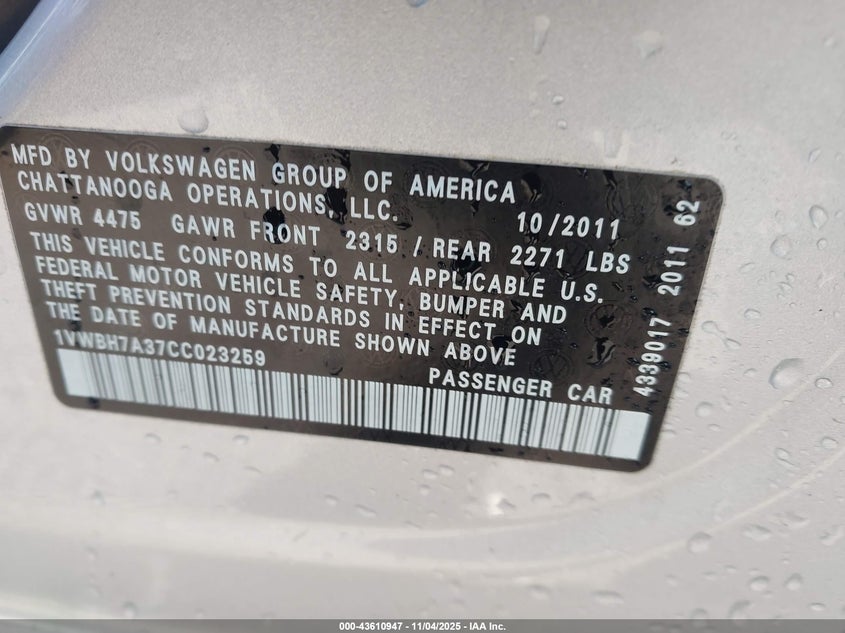 MFD BY VOLKSWAGEN GROUP OF AMERICA
CHATTANOOGA OPERATIONS, LLC.
GVWR 4475 GAWR FRONT 2315 / REAR 2271 LBS 10/2011
THIS VEHICLE CONFORMS TO ALL APPLICABLE U.S.
FEDERAL MOTOR VEHICLE SAFETY, BUMPER AND
THEFT PREVENTION STANDARDS IN EFFECT ON
THE DATE OF MANUFACTURE SHOWN ABOVE
1VWBH7A37CC023259
PASSENGER CAR
4339017 2011 62
000-43610947 - 11/04/2025 - IAA Inc.